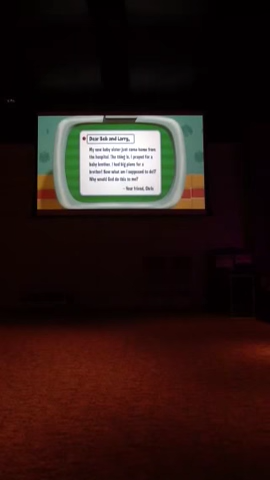 Dear Bob and Larry,
My new baby sister just came home from
the hospital. The thing is, I prayed for a
baby brother. I had big plans for a
brother! Now what am I supposed to do!?
Why would God do this to me?
- Your friend, Chris